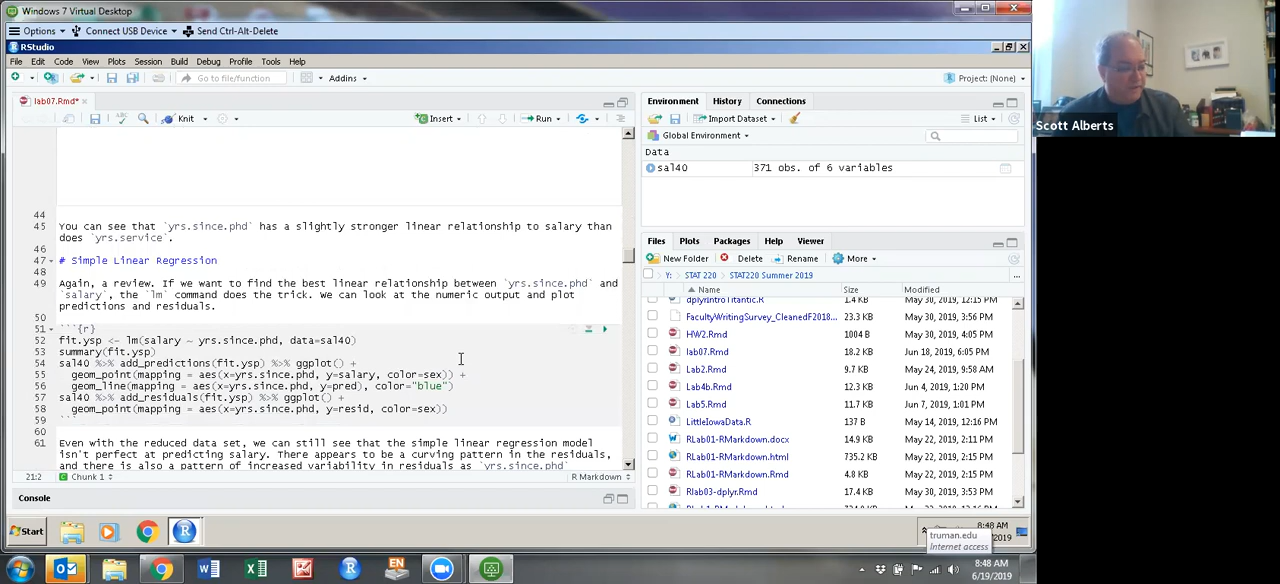 Windows 7 Virtual Desktop
Options Connect USB Device Send Ctrl-Alt-Delete
RStudio
File Edit Code View Plots Session Build Debug Profile Tools Help
Go to file/function Addins Project: (None)
lab07.Rmd*
Knit Insert Run
44
45 You can see that `yrs.since.phd` has a slightly stronger linear relationship to salary than
does `yrs.service`.
46
47 # Simple Linear Regression
48
49 Again, a review. If we want to find the best linear relationship between `yrs.since.phd` and
`salary`, the `lm` command does the trick. we can look at the numeric output and plot
predictions and residuals.
50
51 ```{r}
52 fit.ysp <- lm(salary ~ yrs.since.phd, data=sal40)
53 summary(fit.ysp)
54 sal40 %>% add_predictions(fit.ysp) %>% ggplot() +
55 geom_point(mapping = aes(x=yrs.since.phd, y=salary, color=sex)) +
56 geom_line(mapping = aes(x=yrs.since.phd, y=pred), color="blue")
57 sal40 %>% add_residuals(fit.ysp) %>% ggplot() +
58 geom_point(mapping = aes(x=yrs.since.phd, y=resid, color=sex))
59 ```
60
61 Even with the reduced data set, we can still see that the simple linear regression model
isn't perfect at predicting salary. There appears to be a curving pattern in the residuals,
and there is also a pattern of increased variability in residuals as `yrs.since.phd`
21:2 Chunk 1 R Markdown
Console
Environment History Connections
Import Dataset List
Global Environment
Data
sal40 371 obs. of 6 variables
Files Plots Packages Help Viewer
New Folder Delete Rename More
Y: STAT 220 STAT220 Summer 2019
Name Size Modified
dplyrIntroTitanic.R 1.4 KB May 30, 2019, 12:15 PM
FacultyWritingSurvey_CleanedF2018... 23.3 KB May 30, 2019, 3:56 PM
HW2.Rmd 1004 B May 30, 2019, 4:05 PM
lab07.Rmd 18.2 KB Jun 18, 2019, 6:05 PM
Lab2.Rmd 9.7 KB May 24, 2019, 9:58 AM
Lab4b.Rmd 12.3 KB Jun 4, 2019, 1:20 PM
Lab5.Rmd 11.7 KB Jun 7, 2019, 1:01 PM
LittleIowaData.R 137 B May 14, 2019, 12:16 PM
RLab01-RMarkdown.docx 14.9 KB May 22, 2019, 2:11 PM
RLab01-RMarkdown.html 735.2 KB May 22, 2019, 2:15 PM
RLab01-RMarkdown.Rmd 4.8 KB May 22, 2019, 2:15 PM
Rlab03-dplyr.Rmd 17.4 KB May 30, 2019, 3:53 PM
Scott Alberts
Start
8:48 AM
truman.edu
Internet access
8:48 AM
6/19/2019